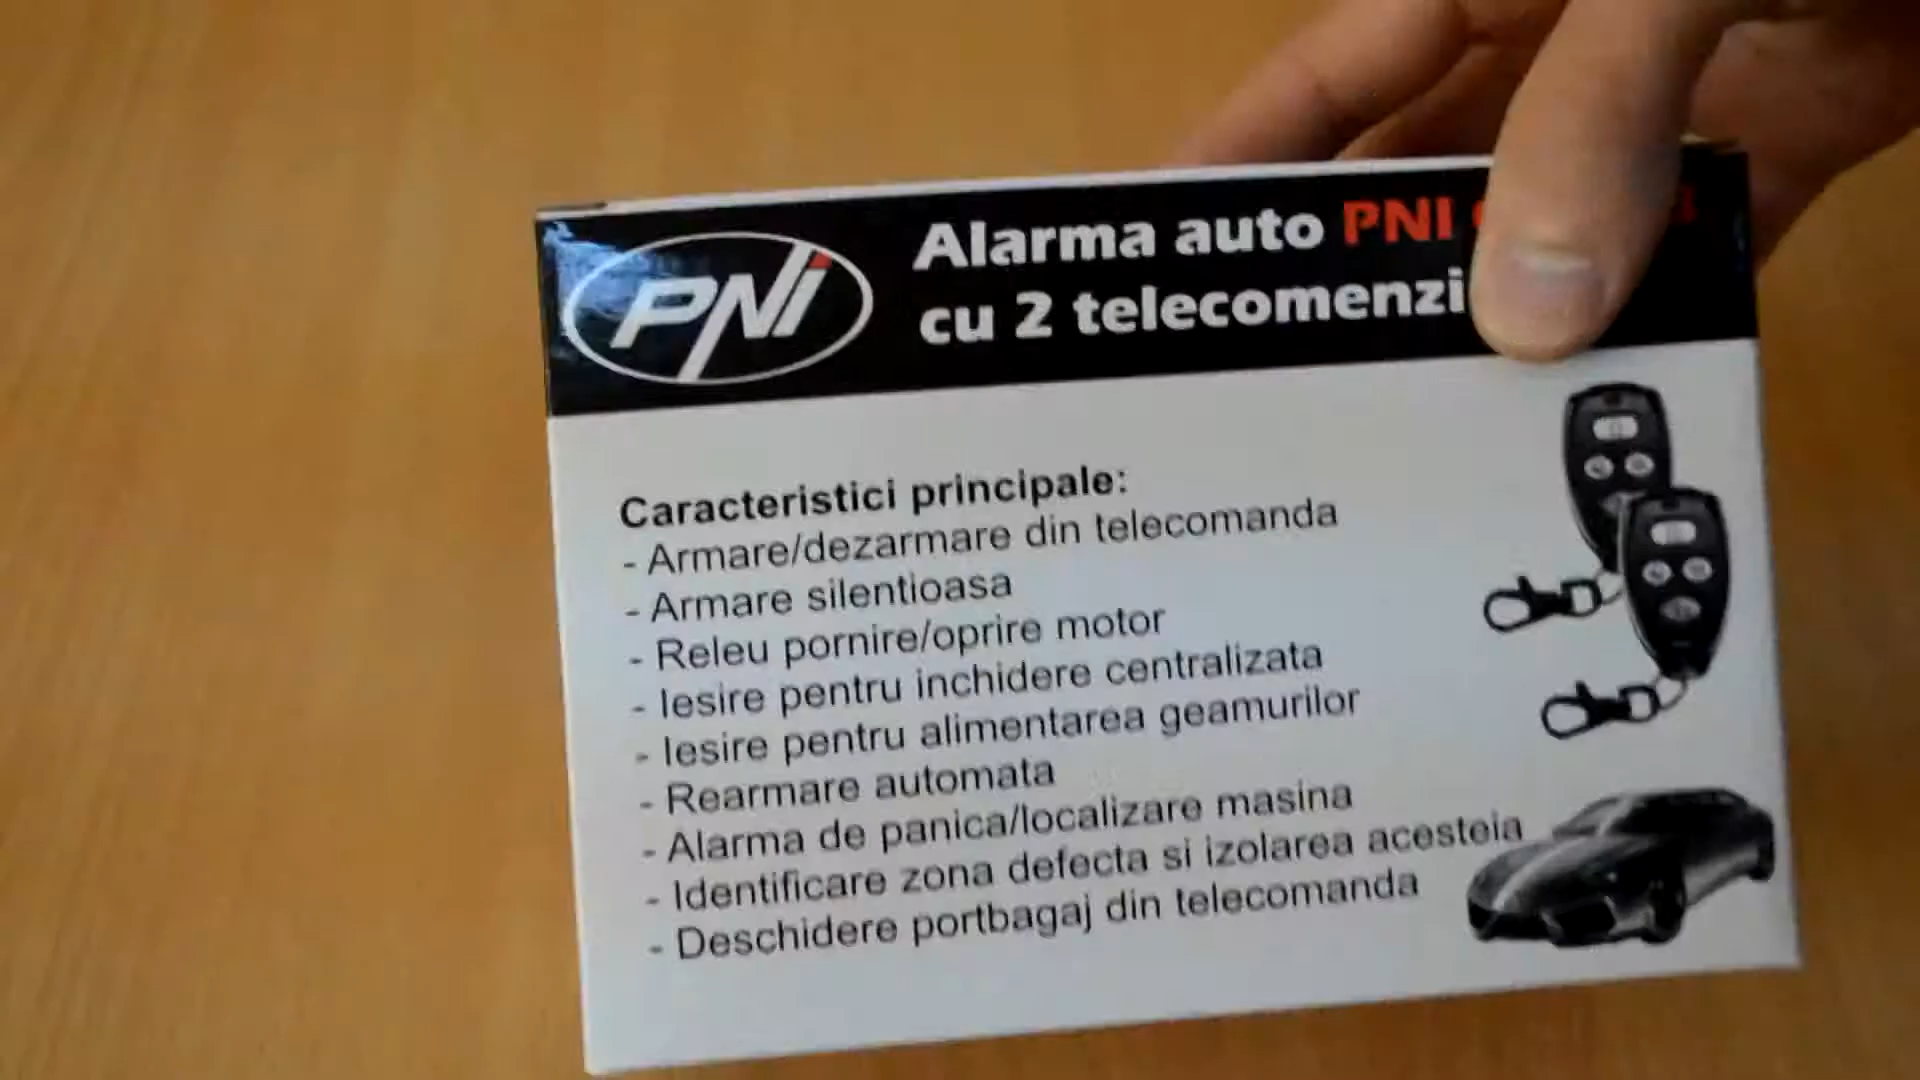 PNi
Alarma auto PNI
cu 2 telecomenzi
Caracteristici principale:
- Armare/dezarmare din telecomanda
- Armare silentioasa
- Releu pornire/oprire motor
- Iesire pentru inchidere centralizata
- Iesire pentru alimentarea geamurilor
- Rearmare automata
- Alarma de panica/localizare masina
- Identificare zona defecta si izolarea acesteia
- Deschidere portbagaj din telecomanda